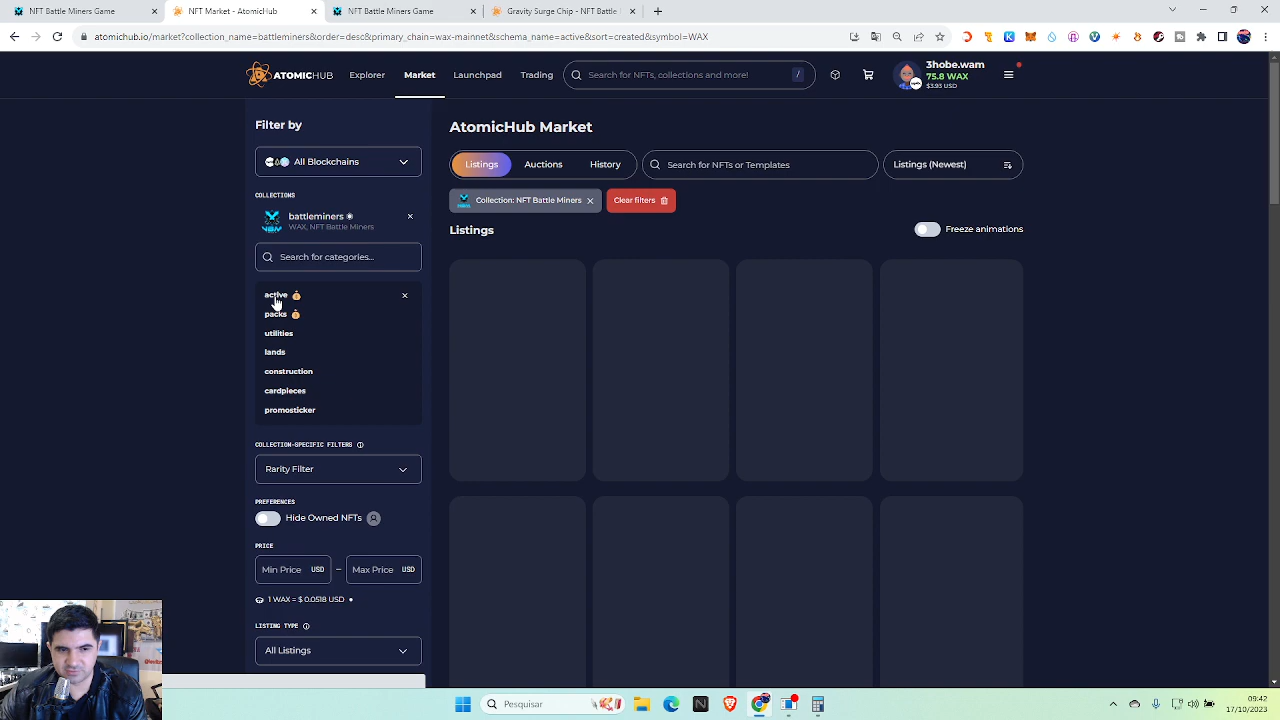 NFT Battle Miners Game
NFT Market - AtomicHub
NFT Battle Miners Game
Gravity Surge Chip - NFT Battle
atomichub.io/market?collection_name=battleminers&order=desc&primary_chain=wax-mainnet&schema_name=active&sort=created&symbol=WAX
ATOMICHUB
Explorer
Market
Launchpad
Trading
Search for NFTs, collections and more!
/
3hobe.wam
75.8 WAX
$3.93 USD
Filter by
All Blockchains
COLLECTIONS
battleminers
WAX, NFT Battle Miners
Search for categories...
active
packs
utilities
lands
construction
cardpieces
promosticker
COLLECTION-SPECIFIC FILTERS
Rarity Filter
PREFERENCES
Hide Owned NFTs
PRICE
Min Price USD – Max Price USD
1 WAX = $ 0.0518 USD
LISTING TYPE
All Listings
AtomicHub Market
Listings
Auctions
History
Search for NFTs or Templates
Listings (Newest)
NBM
Collection: NFT Battle Miners
Clear filters
Listings
Freeze animations
Pesquisar
09:42
17/10/2023